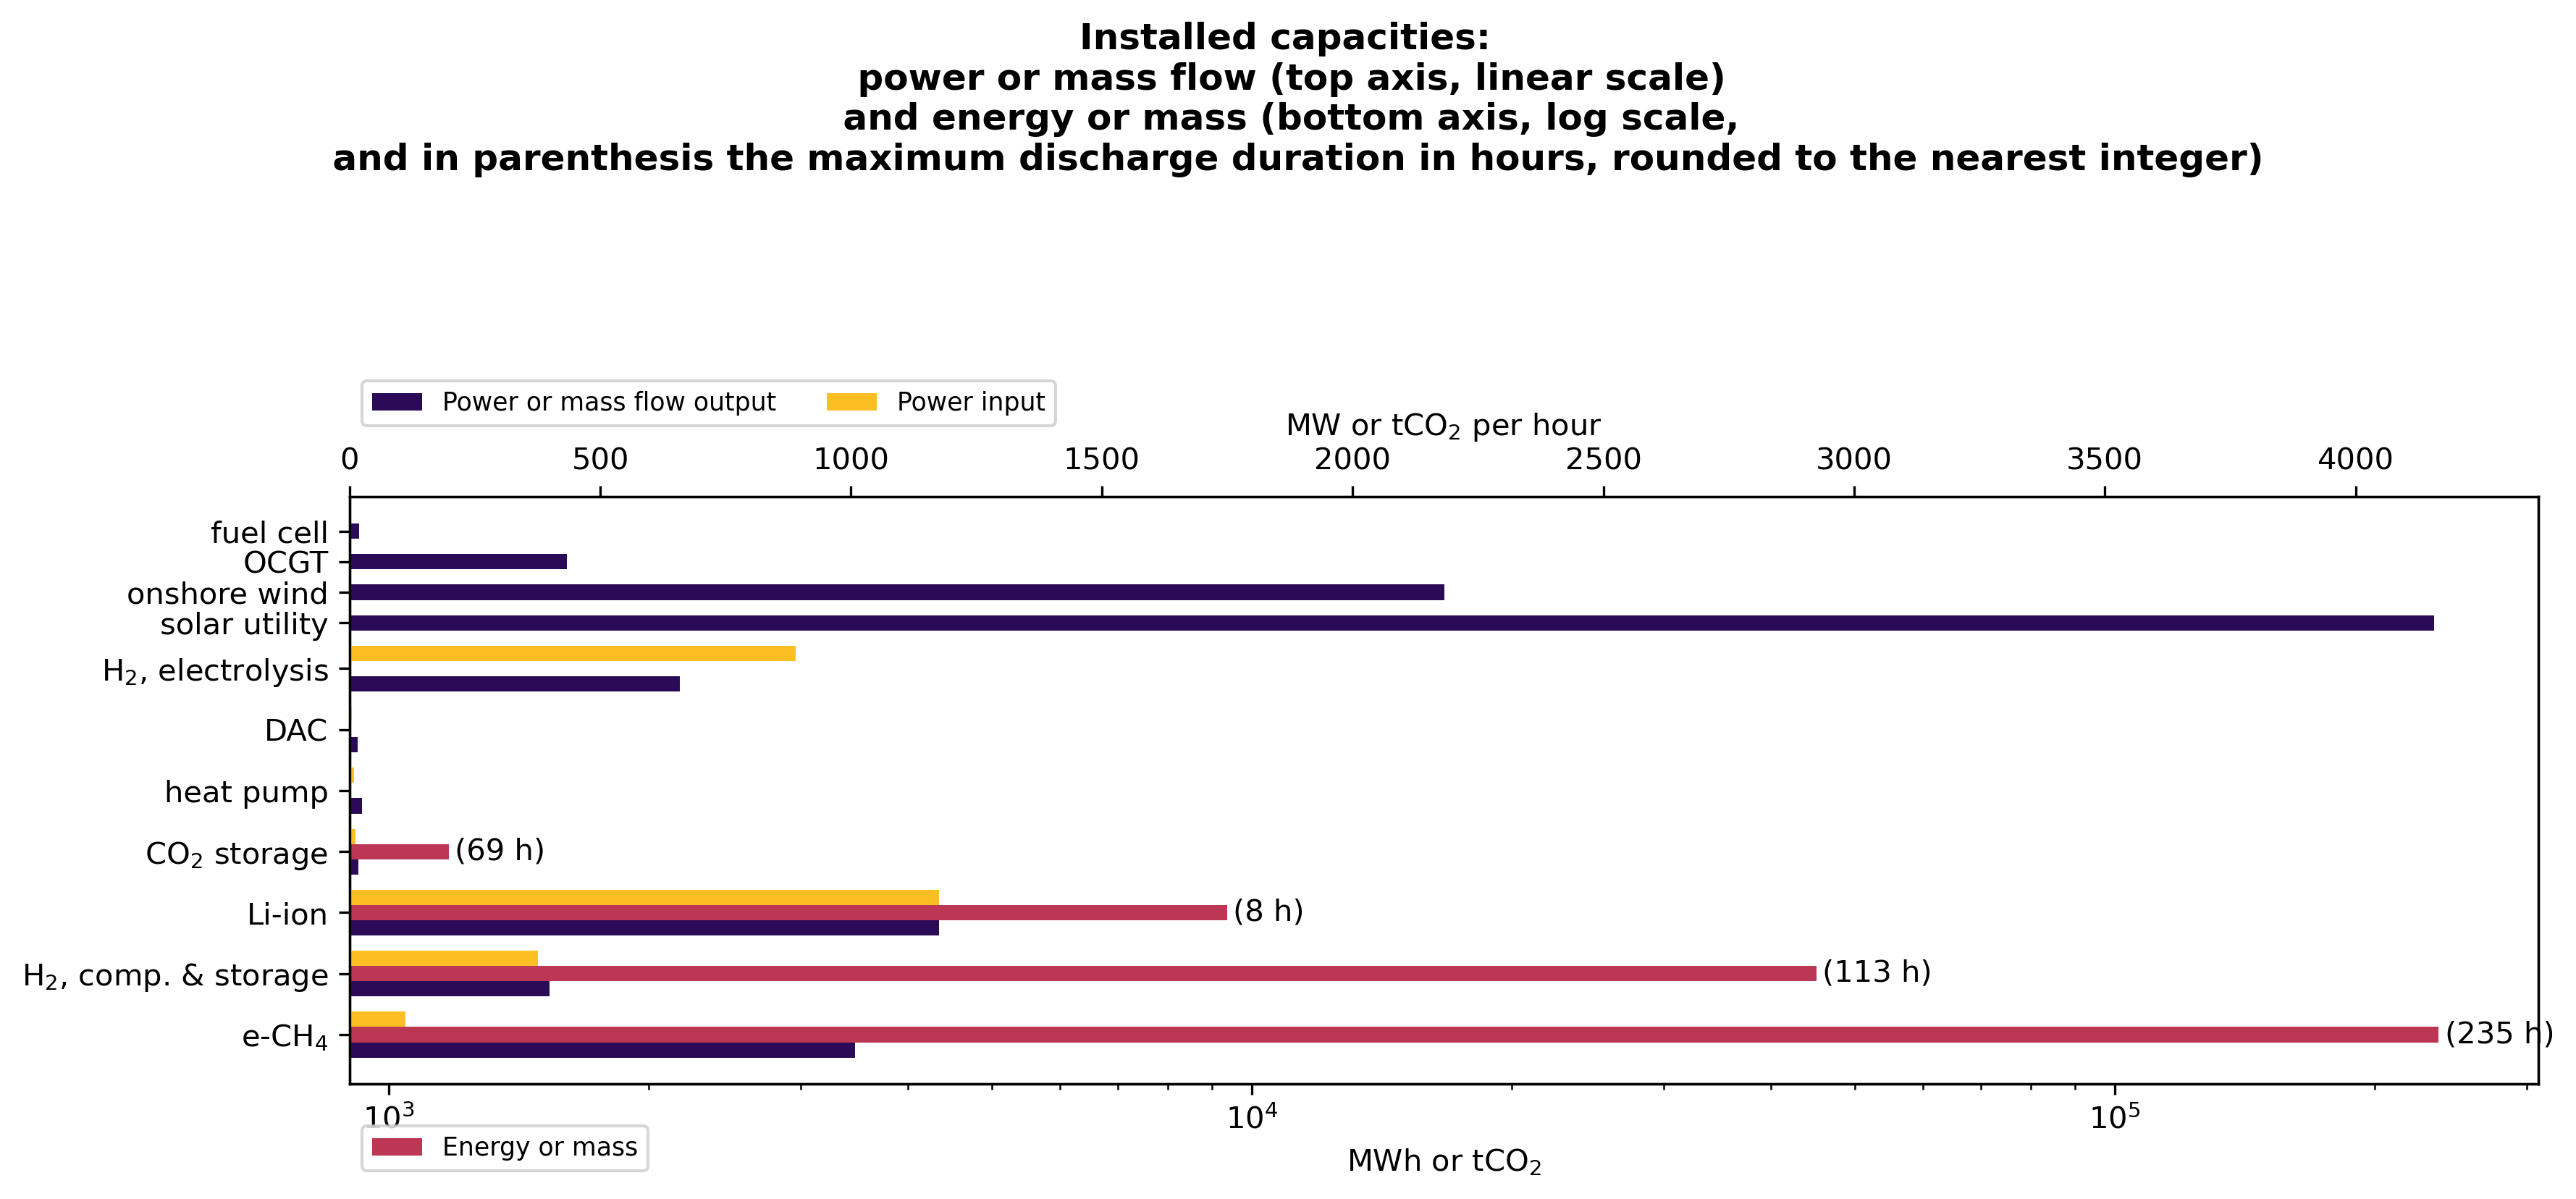 Installed capacities:
power or mass flow (top axis, linear scale)
and energy or mass (bottom axis, log scale,
and in parenthesis the maximum discharge duration in hours, rounded to the nearest integer)
Power or mass flow output Power input
MW or tCO₂ per hour
0 500 1000 1500 2000 2500 3000 3500 4000
fuel cell
OCGT
onshore wind
solar utility
H₂, electrolysis
DAC
heat pump
CO₂ storage (69 h)
Li-ion (8 h)
H₂, comp. & storage (113 h)
e-CH₄ (235 h)
10³ 10⁴ 10⁵
Energy or mass
MWh or tCO₂